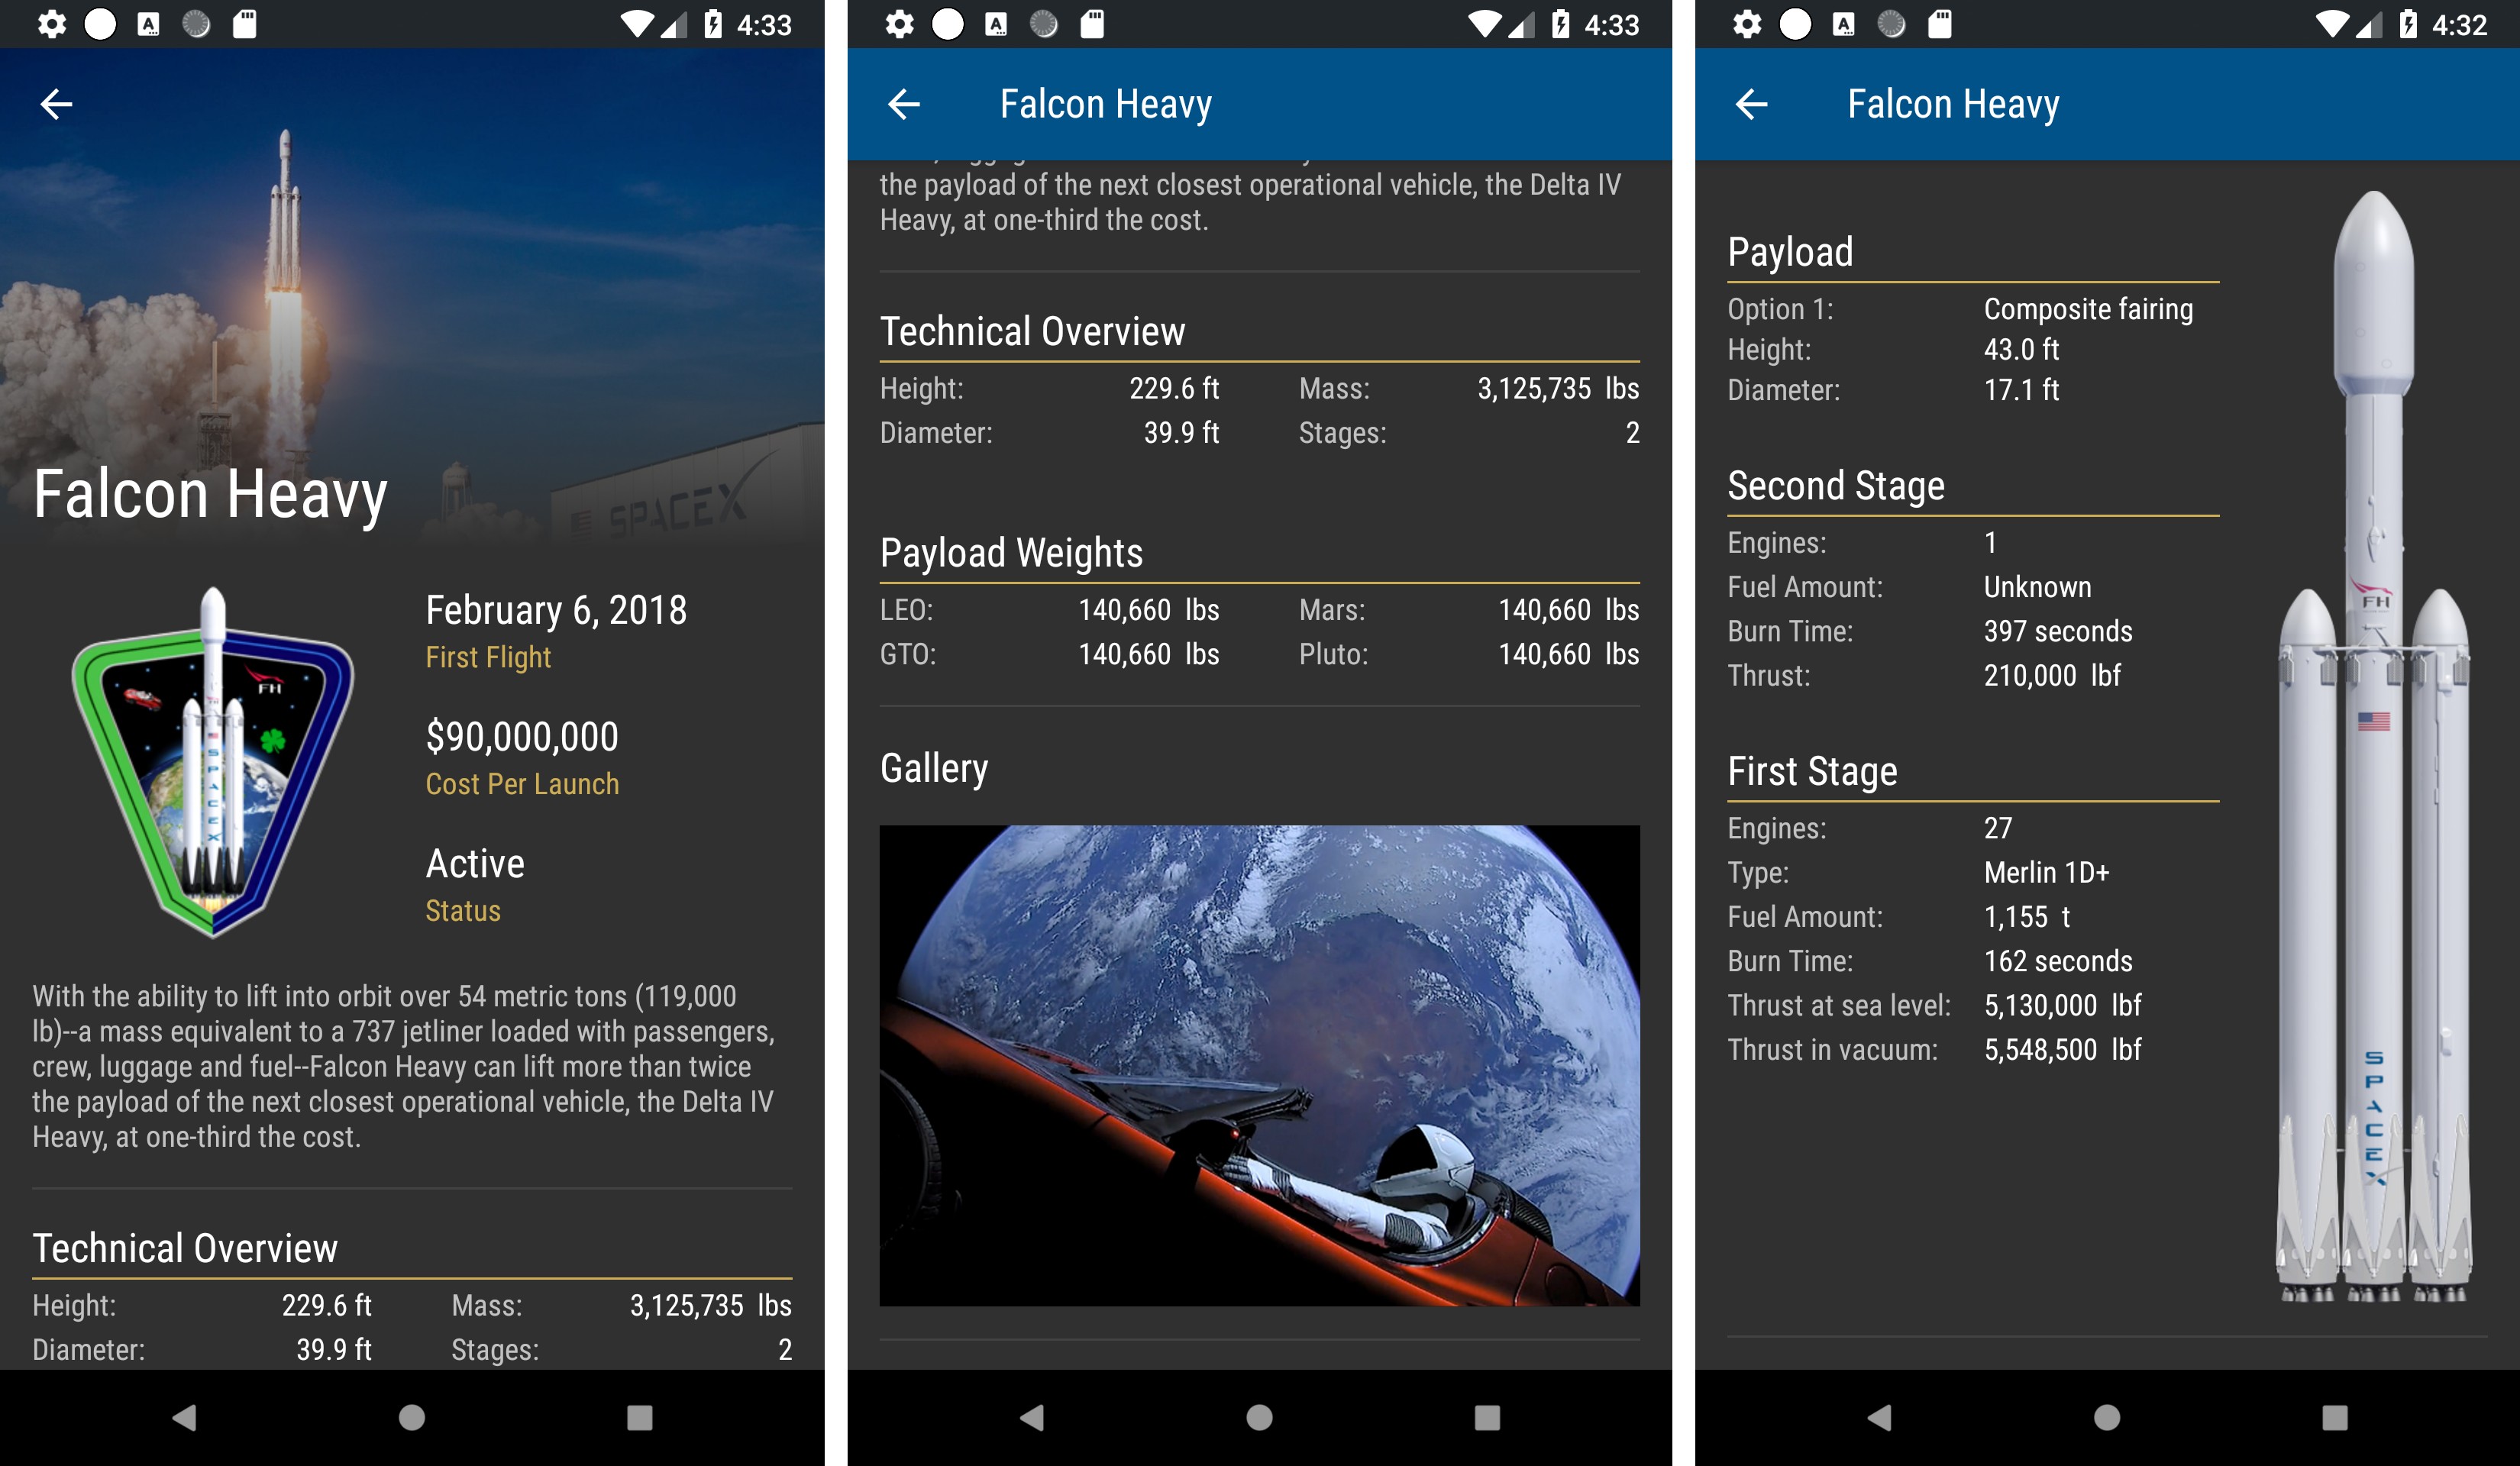 4:33
SPACEX
Falcon Heavy
FH
SPACEX
February 6, 2018
First Flight
$90,000,000
Cost Per Launch
Active
Status
With the ability to lift into orbit over 54 metric tons (119,000
lb)--a mass equivalent to a 737 jetliner loaded with passengers,
crew, luggage and fuel--Falcon Heavy can lift more than twice
the payload of the next closest operational vehicle, the Delta IV
Heavy, at one-third the cost.
Technical Overview
Height: 229.6 ft Mass: 3,125,735 lbs
Diameter: 39.9 ft Stages: 2
4:33
Falcon Heavy
the payload of the next closest operational vehicle, the Delta IV
Heavy, at one-third the cost.
Technical Overview
Height: 229.6 ft Mass: 3,125,735 lbs
Diameter: 39.9 ft Stages: 2
Payload Weights
LEO: 140,660 lbs Mars: 140,660 lbs
GTO: 140,660 lbs Pluto: 140,660 lbs
Gallery
4:32
Falcon Heavy
Payload
Option 1: Composite fairing
Height: 43.0 ft
Diameter: 17.1 ft
Second Stage
Engines: 1
Fuel Amount: Unknown
Burn Time: 397 seconds
Thrust: 210,000 lbf
First Stage
Engines: 27
Type: Merlin 1D+
Fuel Amount: 1,155 t
Burn Time: 162 seconds
Thrust at sea level: 5,130,000 lbf
Thrust in vacuum: 5,548,500 lbf
FH
SPACEX